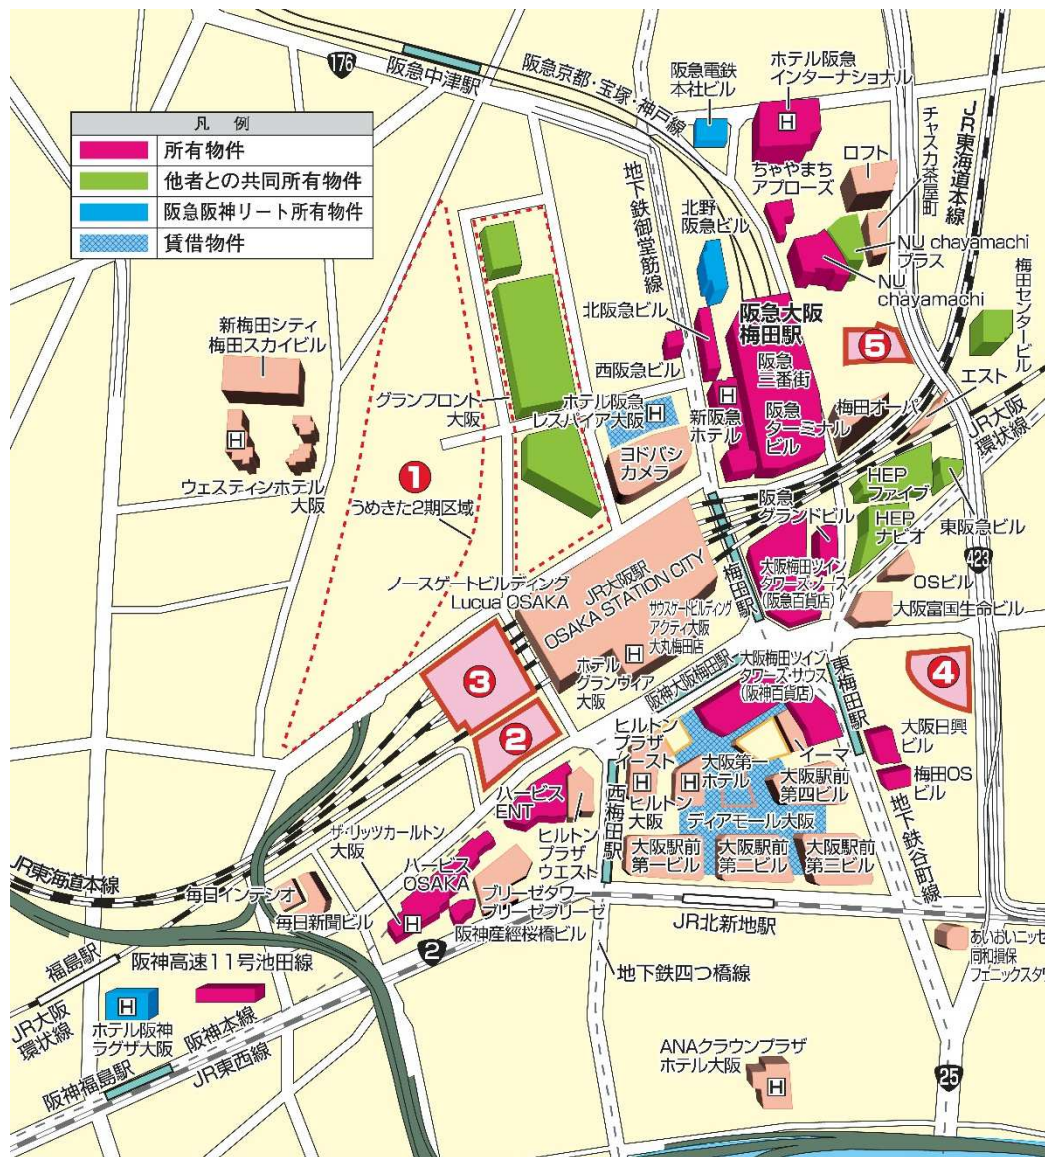 176
阪急中津駅
阪急京都・宝塚・神戸線
阪急電鉄
本社ビル
ホテル阪急
インターナショナル
JR東海道本線
凡 例
所有物件
他者との共同所有物件
阪急阪神リート所有物件
賃借物件
H
ちゃやまち
アプローズ
ロフト
チャスカ茶屋町
地下鉄御堂筋線
北野
阪急ビル
NU chayamachi
プラス
NU
chayamachi
梅田センタービル
北阪急ビル
阪急大阪
梅田駅
5
新梅田シティ
梅田スカイビル
西阪急ビル
阪急
三番街
エスト
グランフロント
大阪
ホテル阪急
レスパイア大阪
H
H
新阪急
ホテル
阪急
ターミナル
ビル
梅田オーパ
JR大阪
環状線
H
ヨドバシ
カメラ
1
うめきた2期区域
ウェスティンホテル
大阪
HEP
ファイブ
阪急
グランドビル
HEP
ナビオ
東阪急ビル
423
ノースゲートビルディング
Lucua OSAKA
JR大阪駅
OSAKA STATION CITY
梅田駅
大阪梅田ツイン
タワーズ・ノース
(阪急百貨店)
OSビル
大阪富国生命ビル
サウスゲートビルディング
アクティ大阪
大丸梅田店
H
ホテル
グランヴィア
大阪
3
2
阪神大阪梅田駅
大阪梅田ツイン
タワーズ・サウス
(阪神百貨店)
東梅田駅
4
大阪日興
ビル
ヒルトン
プラザ
イースト
大阪第一
ホテル
イーマ
梅田OS
ビル
H
H
ヒルトン
大阪
大阪駅前
第四ビル
ハービス
ENT
ディアモール大阪
西梅田駅
ヒルトン
プラザ
ウエスト
大阪駅前
第一ビル
大阪駅前
第二ビル
大阪駅前
第三ビル
地下鉄谷町線
ザ・リッツカールトン
大阪
ハービス
OSAKA
JR東海道本線
毎日インテシオ
毎日新聞ビル
H
ブリーゼタワー
ブリーゼブリーゼ
阪神産經桜橋ビル
JR北新地駅
2
あいおいニッセイ
同和損保
フェニックスタワ
福島駅
阪神高速11号池田線
地下鉄四つ橋線
JR大阪
環状線
H
ホテル阪神
ラグザ大阪
阪神本線
JR東西線
阪神福島駅
ANAクラウンプラザ
ホテル大阪
H
25